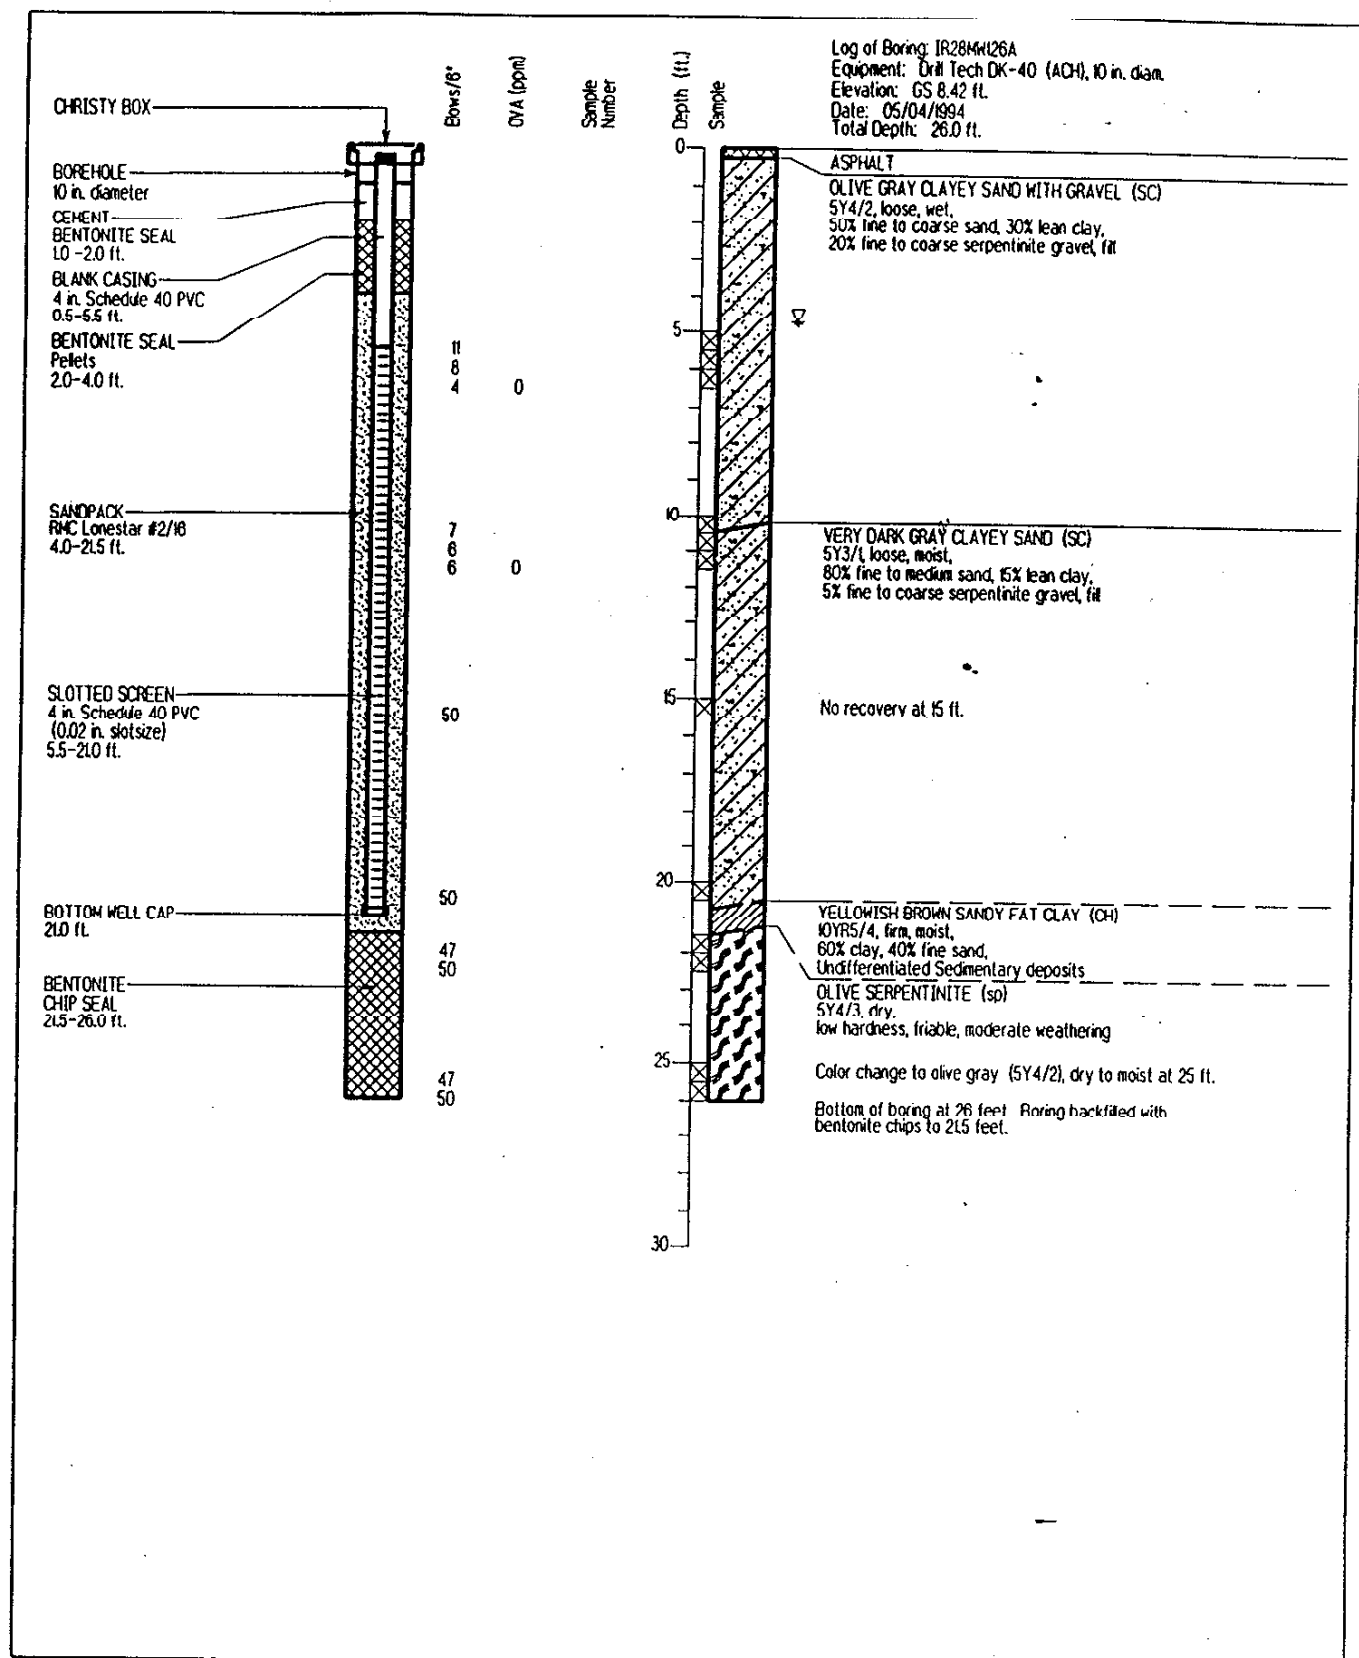 Log of Boring: IR28MW126A
Equipment: Drill Tech DK-40 (ACH), 10 in. diam.
Elevation: GS 8.42 ft.
Date: 05/04/1994
Total Depth: 26.0 ft.
Blows/6"
OVA (ppm)
Sample
Number
Depth (ft.)
Sample
CHRISTY BOX
BOREHOLE
10 in. diameter
CEMENT
BENTONITE SEAL
1.0-2.0 ft.
BLANK CASING
4 in. Schedule 40 PVC
0.5-5.5 ft.
BENTONITE SEAL
Pellets
2.0-4.0 ft.
SANDPACK
RMC Lonestar #2/16
4.0-21.5 ft.
SLOTTED SCREEN
4 in. Schedule 40 PVC
(0.02 in. slotsize)
5.5-21.0 ft.
BOTTOM WELL CAP
21.0 ft.
BENTONITE
CHIP SEAL
21.5-26.0 ft.
11
8
4 0
7
6
6 0
50
50
47
50
47
50
0
5
10
15
20
25
30
ASPHALT
OLIVE GRAY CLAYEY SAND WITH GRAVEL (SC)
5Y4/2, loose, wet,
50% fine to coarse sand, 30% lean clay,
20% fine to coarse serpentinite gravel, fill
VERY DARK GRAY CLAYEY SAND (SC)
5Y3/1, loose, moist,
80% fine to medium sand, 15% lean clay,
5% fine to coarse serpentinite gravel, fill
No recovery at 15 ft.
YELLOWISH BROWN SANDY FAT CLAY (CH)
10YR5/4, firm, moist,
60% clay, 40% fine sand,
Undifferentiated Sedimentary deposits
OLIVE SERPENTINITE (sp)
5Y4/3, dry,
low hardness, friable, moderate weathering
Color change to olive gray (5Y4/2), dry to moist at 25 ft.
Bottom of boring at 26 feet. Boring backfilled with
bentonite chips to 21.5 feet.